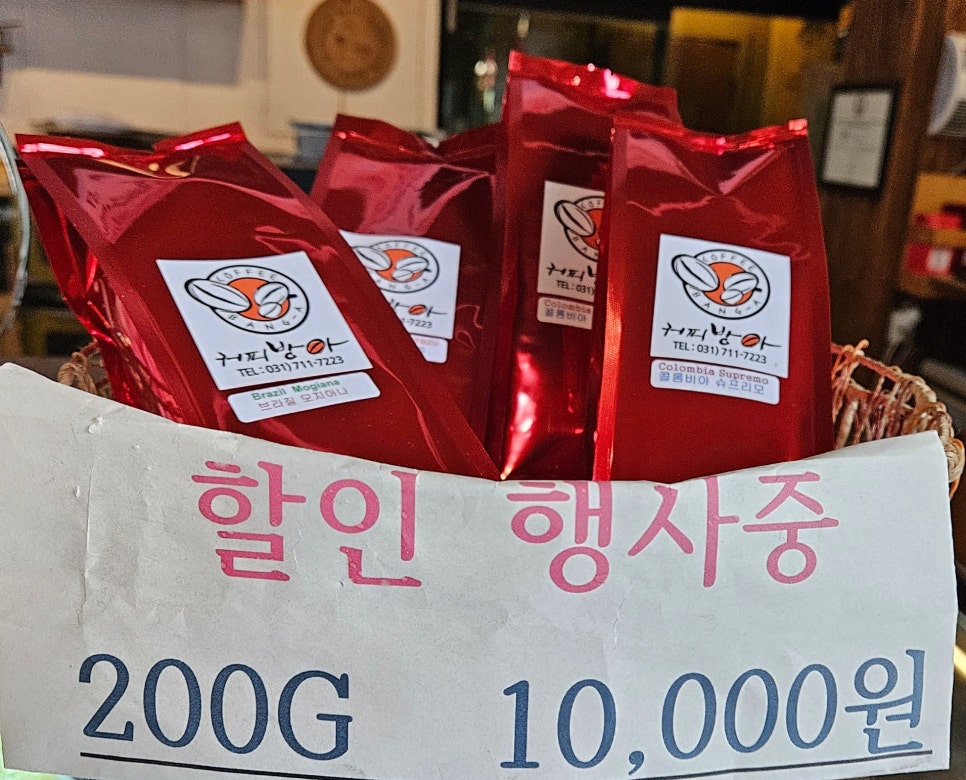 COFFEE
BANG-A
커피방아
TEL : 031) 711-7223
Brazil Mogiana
브라질 모지아나
COFFEE
BANG-A
방아
-7223
커피
TEL : 031)
Colombia
콜롬비아
COFFEE
BANG-A
커피방아
TEL : 031) 711-7223
Colombia Supremo
콜롬비아 슈프리모
할인 행사중
200G 10,000원